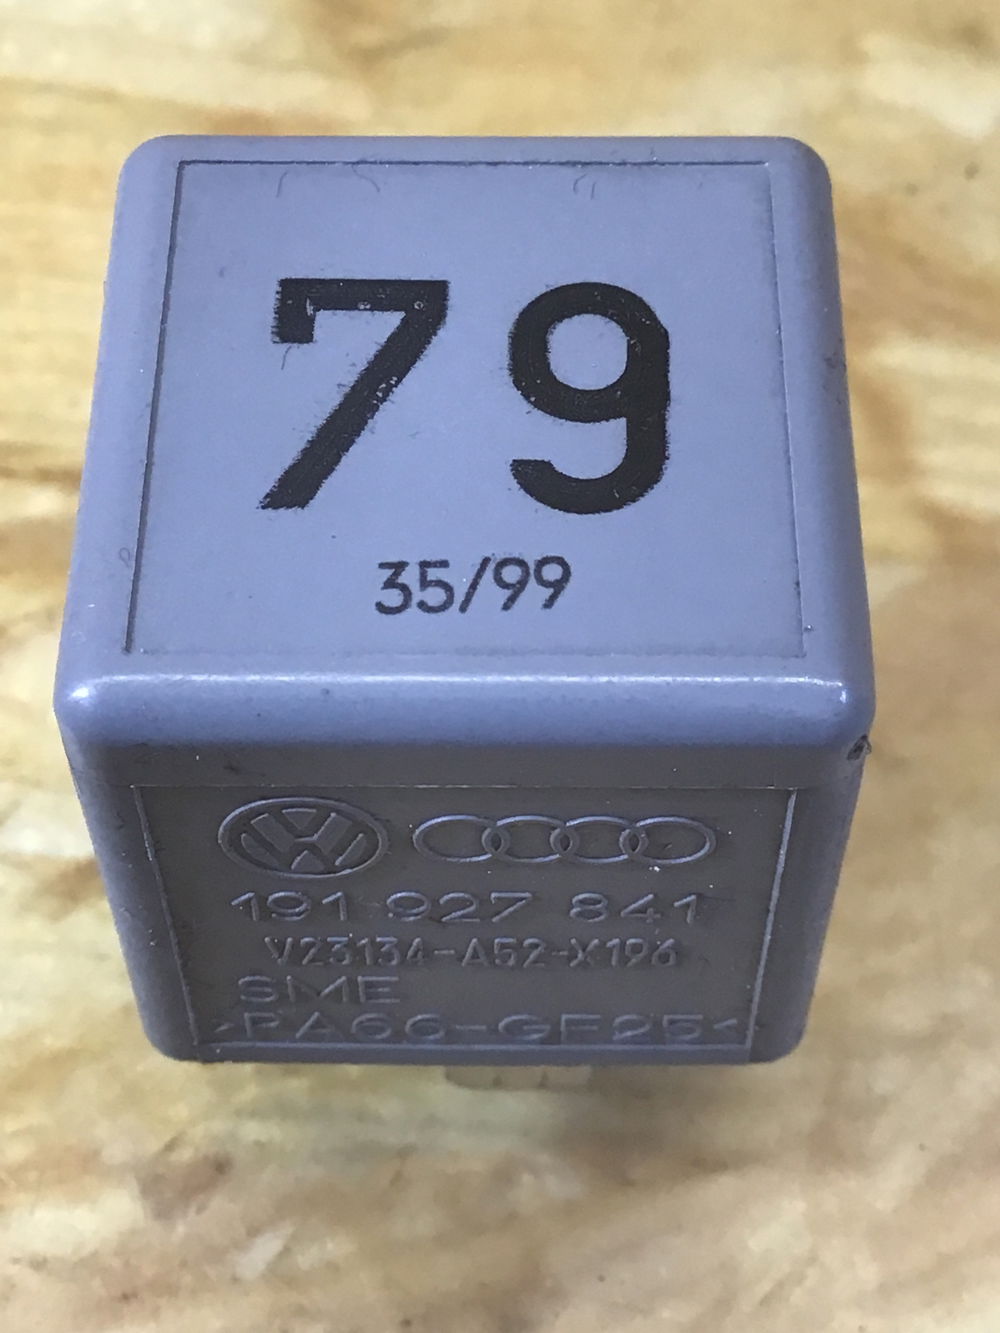 79
35/99
191 927 841
V23134-A52-X196
SME
>PA66-GF25<